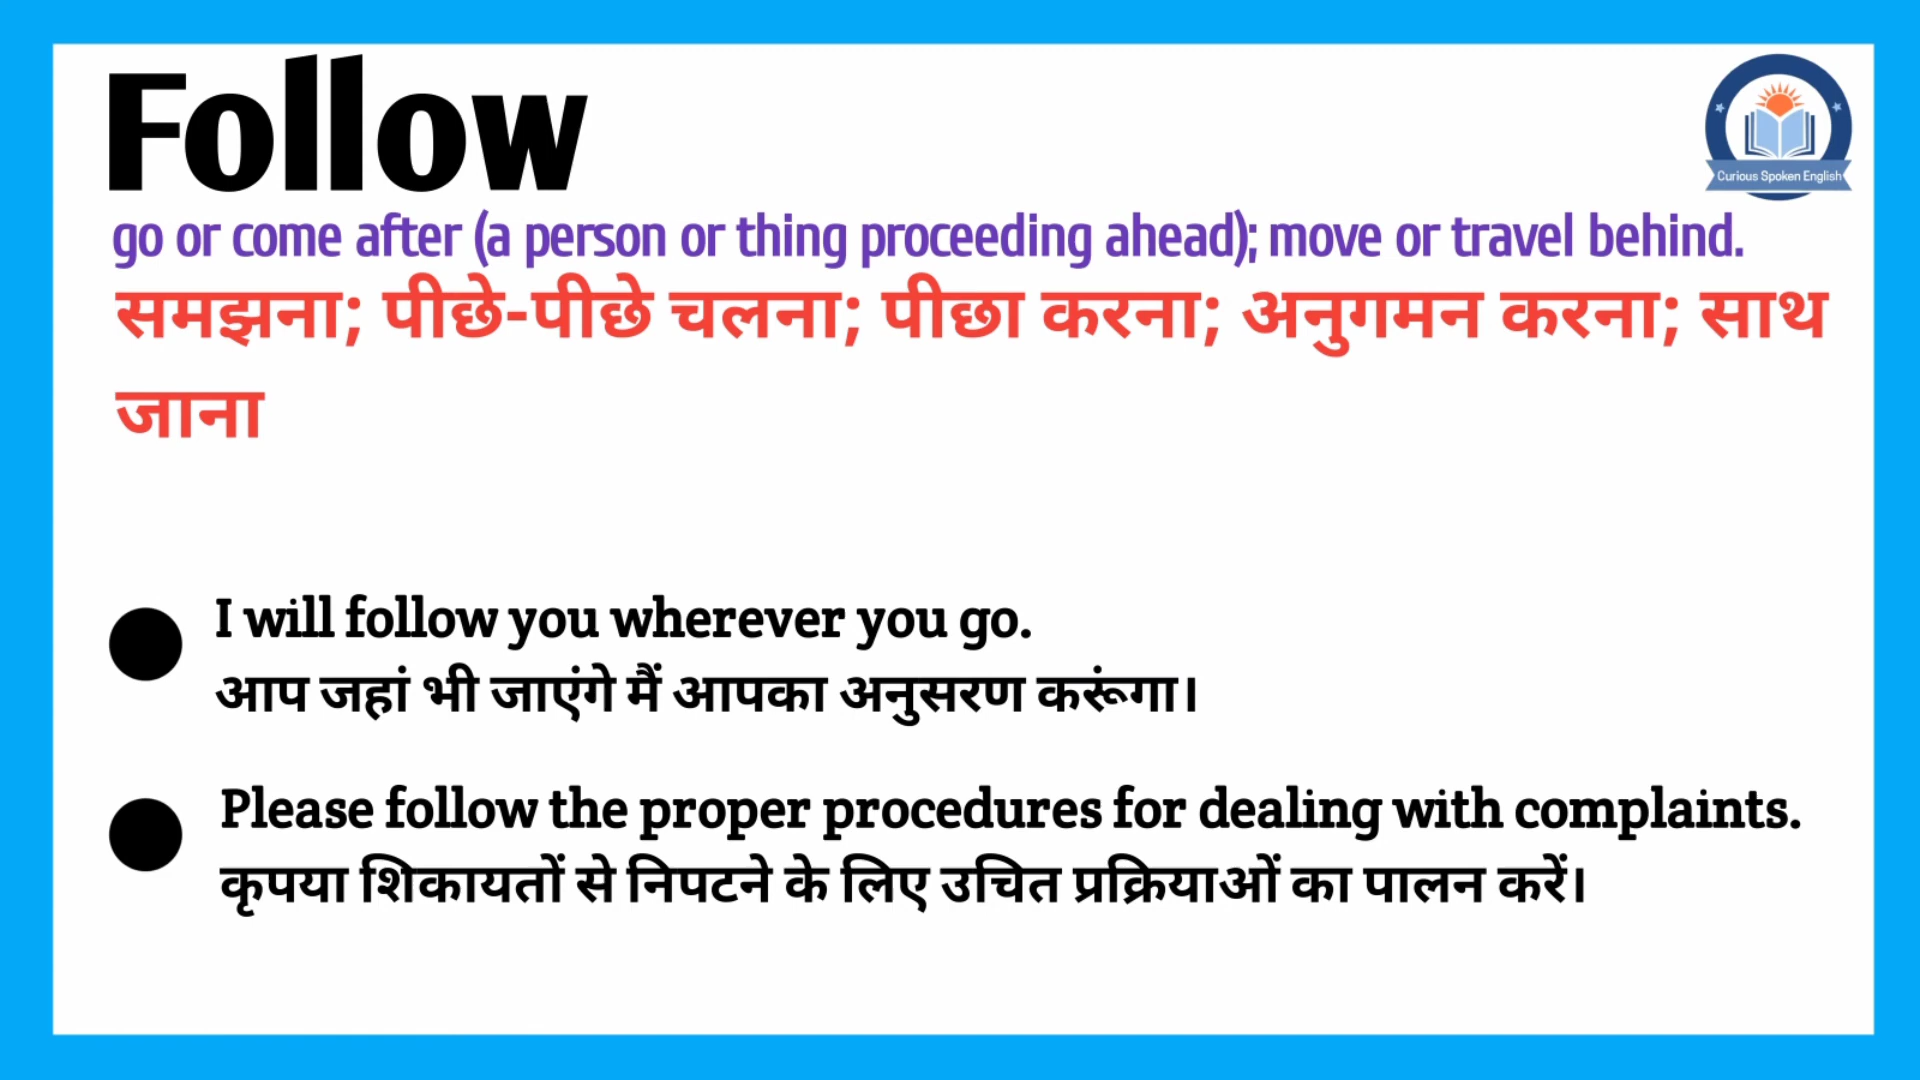 Follow
Curious Spoken English
go or come after (a person or thing proceeding ahead); move or travel behind.
समझना; पीछे-पीछे चलना; पीछा करना; अनुगमन करना; साथ
जाना
I will follow you wherever you go.
आप जहां भी जाएंगे मैं आपका अनुसरण करूंगा।
Please follow the proper procedures for dealing with complaints.
कृपया शिकायतों से निपटने के लिए उचित प्रक्रियाओं का पालन करें।